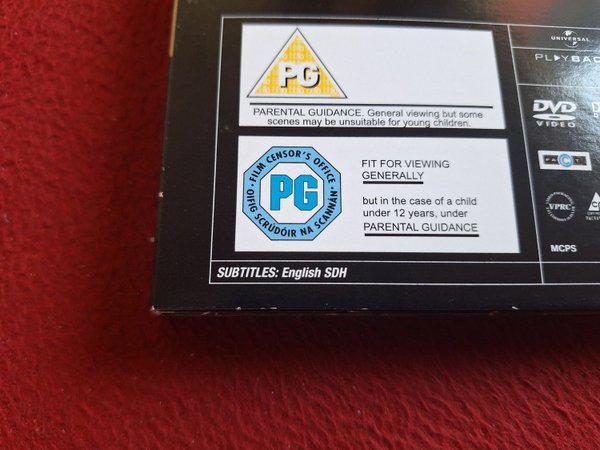 PG
PARENTAL GUIDANCE. General viewing but some
scenes may be unsuitable for young children.
FILM CENSOR'S OFFICE
PG
OIFIG SCRÚDÓIR NA SCANNÁN
FIT FOR VIEWING
GENERALLY
but in the case of a child
under 12 years, under
PARENTAL GUIDANCE
SUBTITLES: English SDH
UNIVERSAL
PLAYBAC
DVD
VIDEO
FACT
VPRC
MCPS